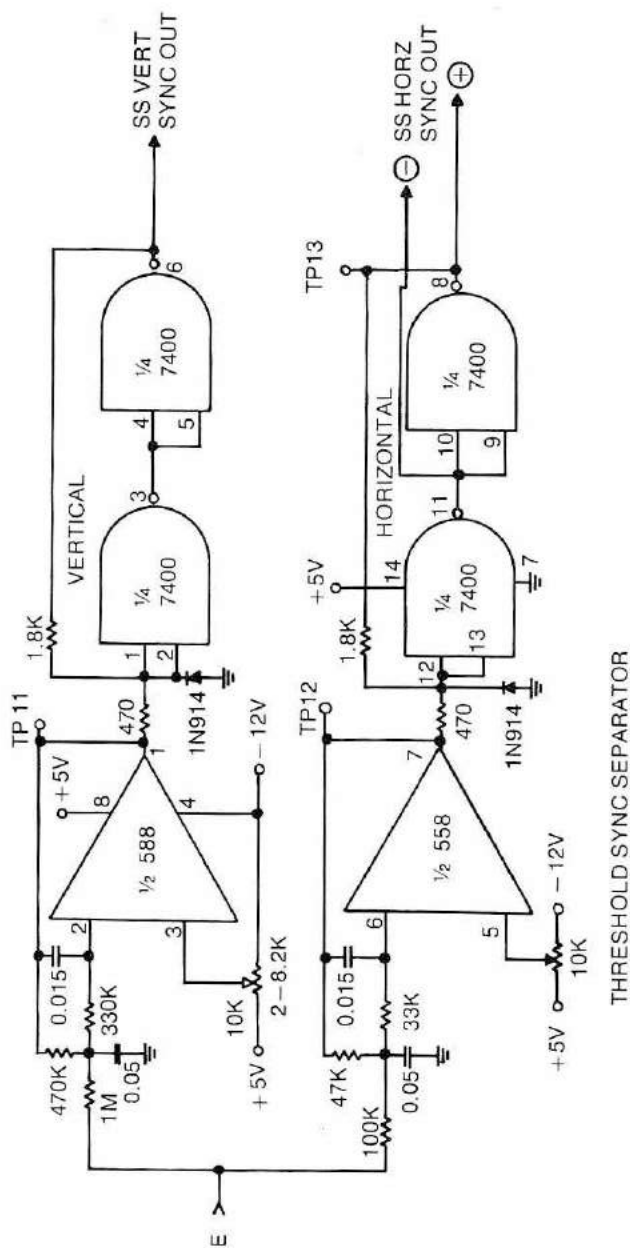 E
1M
470K
0.05
330K
0.015
TP 11
+5V
2
3
8
4
½ 588
1
10K
2–8.2K
+5V
−12V
470
1N914
1.8K
VERTICAL
1
2
3
¼
7400
4
5
6
¼
7400
SS VERT
SYNC OUT
100K
47K
0.05
33K
0.015
TP12
6
5
½ 558
7
+5V
10K
−12V
470
1N914
1.8K
HORIZONTAL
+5V
14
12
13
11
7
¼
7400
10
9
8
¼
7400
TP13
− SS HORZ
SYNC OUT
+
THRESHOLD SYNC SEPARATOR